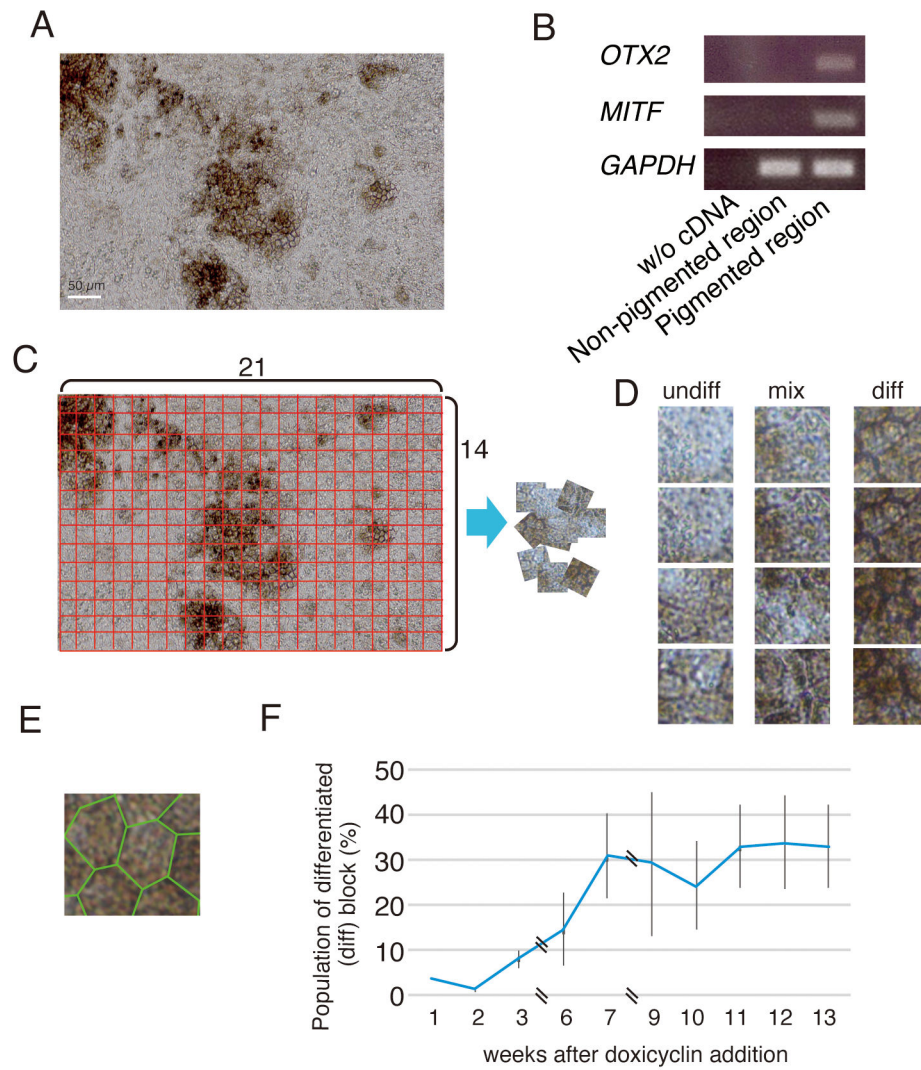 A
50 µm
B
OTX2
MITF
GAPDH
w/o cDNA
Non-pigmented region
Pigmented region
C
21
14
D
undiff mix diff
E
F
Population of differentiated
(diff) block (%)
50
40
30
20
10
0
1 2 3 6 7 9 10 11 12 13
weeks after doxicyclin addition